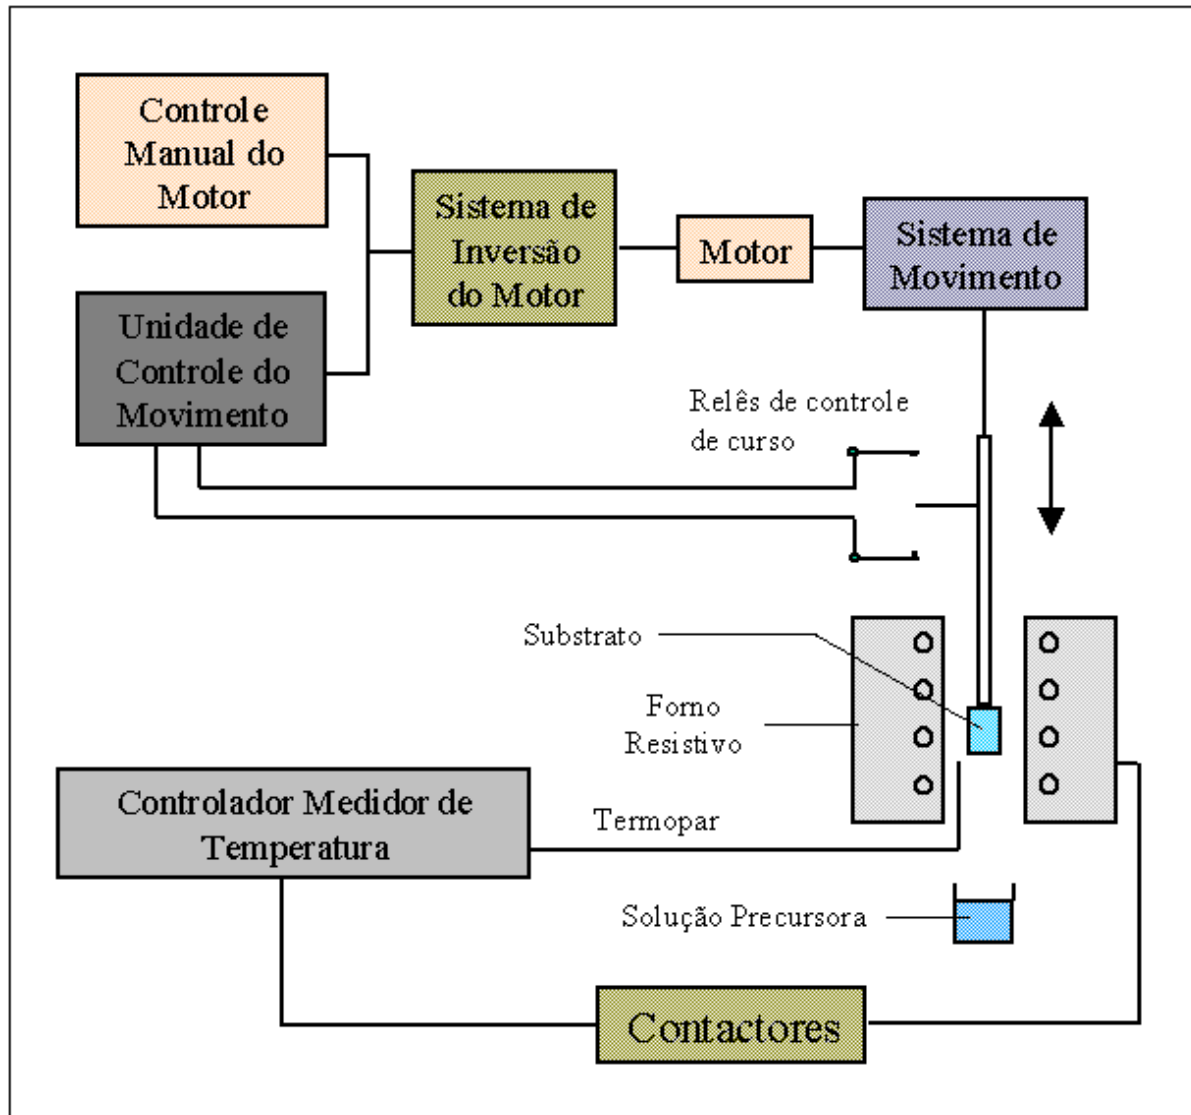 Controle
Manual do
Motor
Sistema de
Inversão
do Motor
Motor
Sistema de
Movimento
Unidade de
Controle do
Movimento
Relês de controle
de curso
Substrato
Forno
Resistivo
Controlador Medidor de
Temperatura
Termopar
Solução Precursora
Contactores